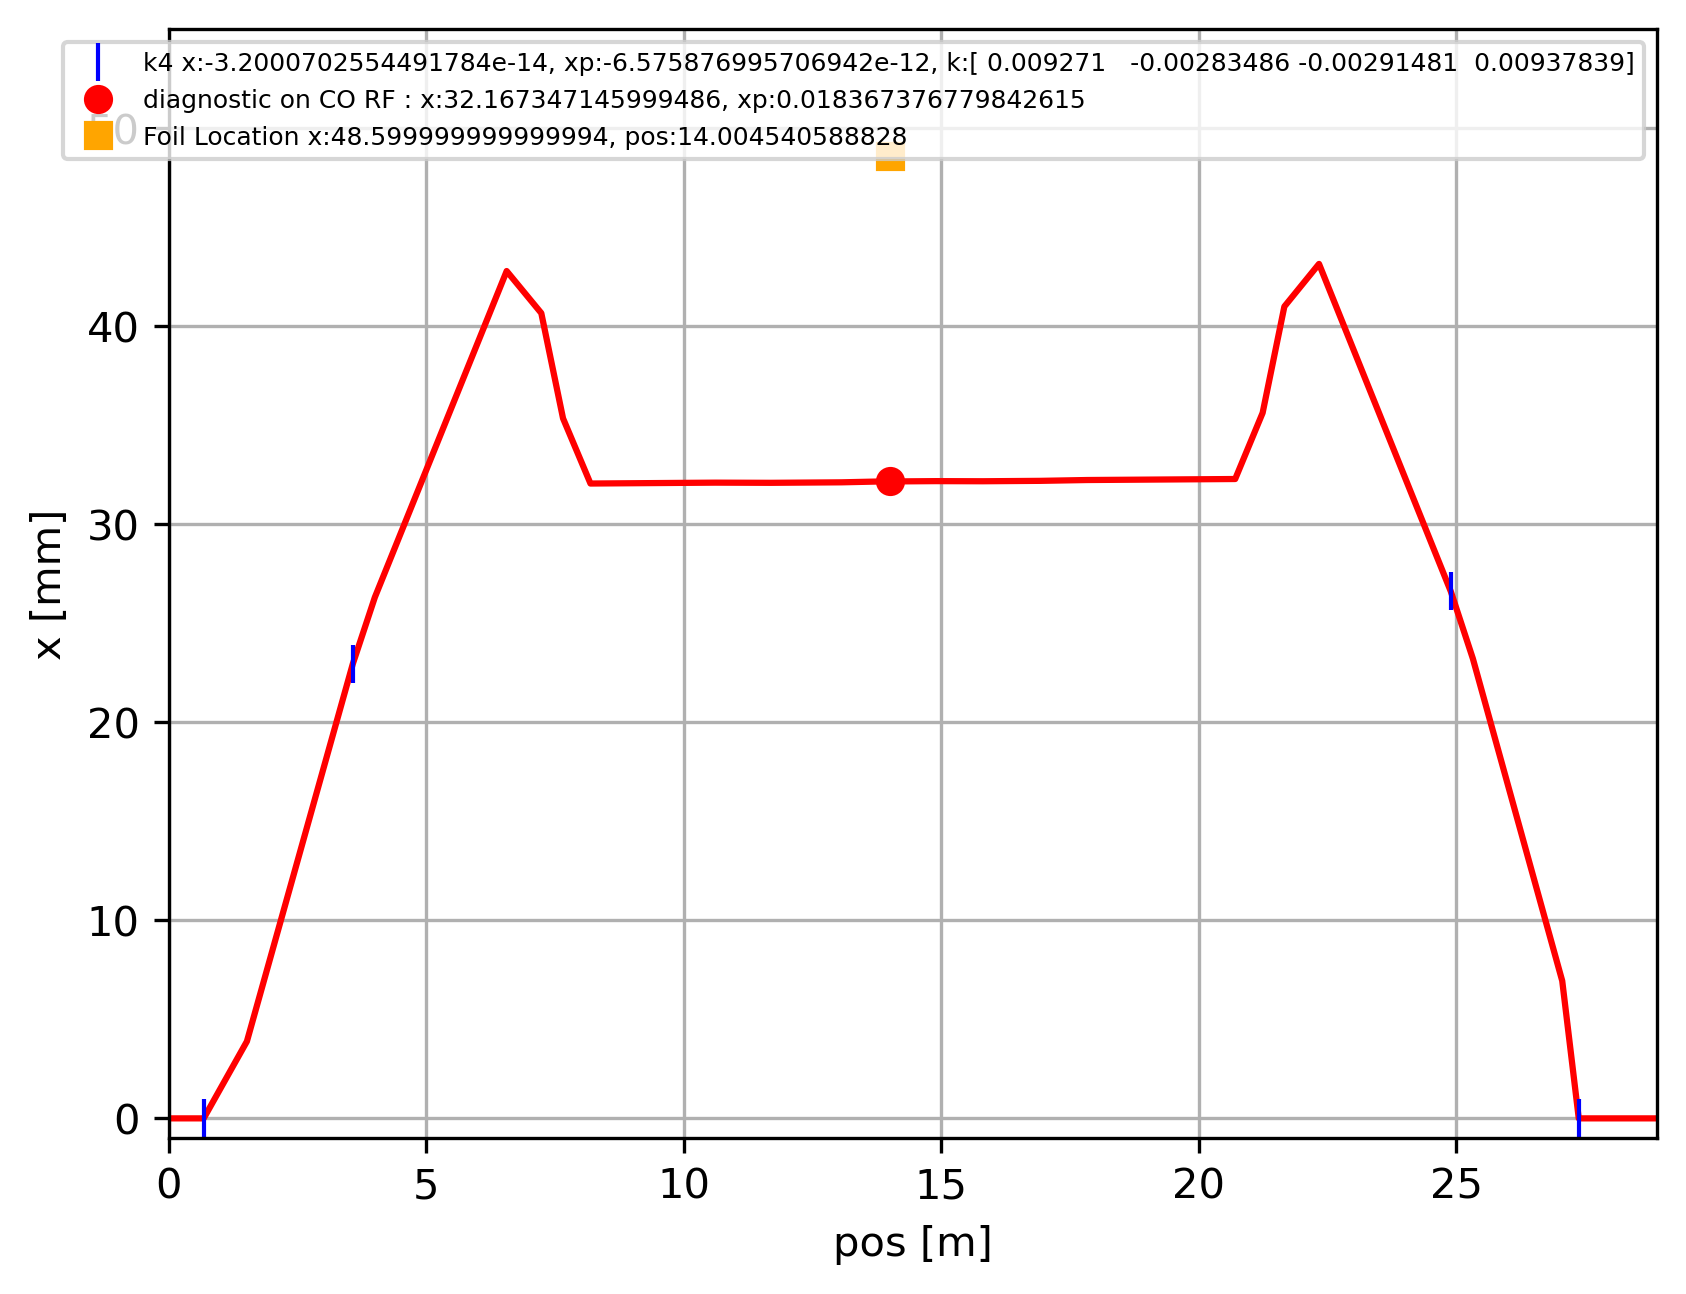 k4 x:-3.2000702554491784e-14, xp:-6.575876995706942e-12, k:[ 0.009271 -0.00283486 -0.00291481 0.00937839]
diagnostic on CO RF : x:32.167347145999486, xp:0.018367376779842615
Foil Location x:48.599999999999994, pos:14.004540588828
50
40
30
20
10
0
x [mm]
0 5 10 15 20 25
pos [m]